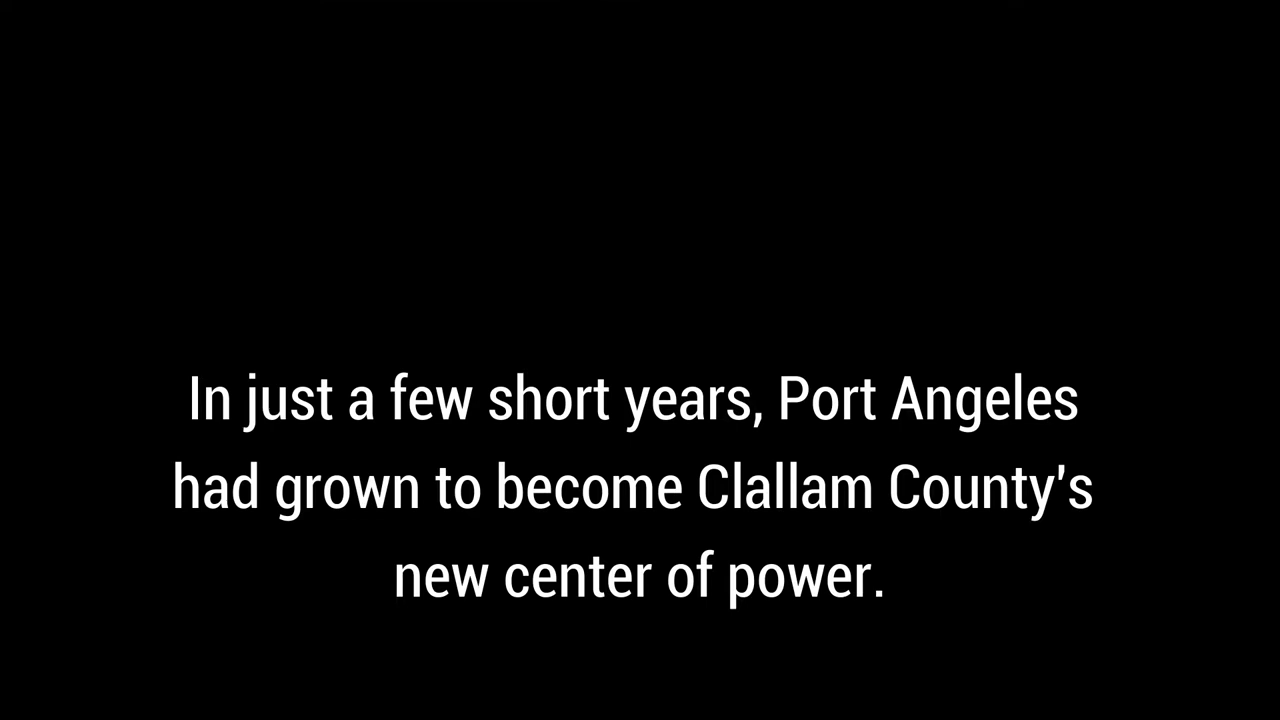 In just a few short years, Port Angeles
had grown to become Clallam County's
new center of power.